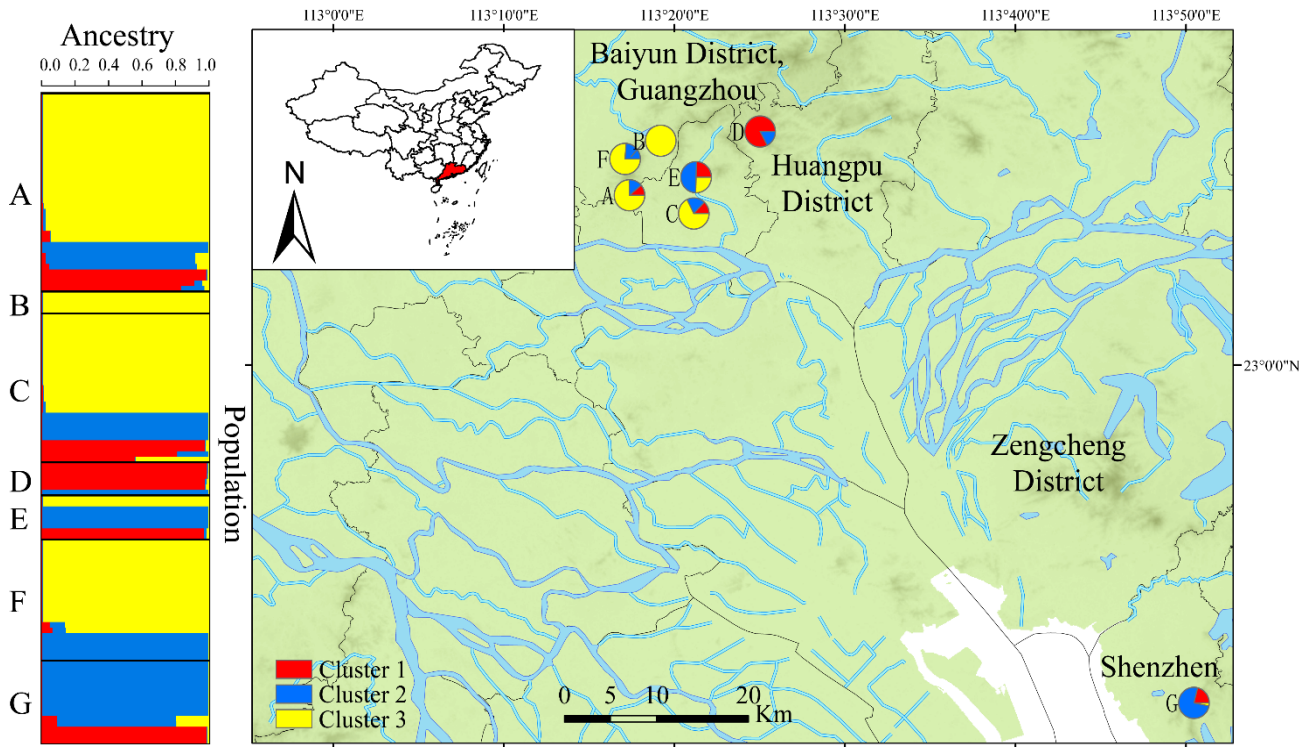 113°0'0"E 113°10'0"E 113°20'0"E 113°30'0"E 113°40'0"E 113°50'0"E
Ancestry
0.0 0.2 0.4 0.6 0.8 1.0
A
B
C
D
E
F
G
Population
N
Baiyun District,
Guangzhou
B
D
F
E
A
C
Huangpu
District
23°0'0"N
Zengcheng
District
Shenzhen
G
Cluster 1
Cluster 2
Cluster 3
0 5 10 20
Km